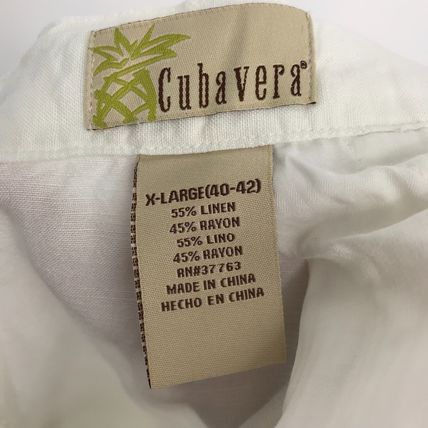 Cubavera®
X-LARGE(40-42)
55% LINEN
45% RAYON
55% LINO
45% RAYON
RN#37763
MADE IN CHINA
HECHO EN CHINA